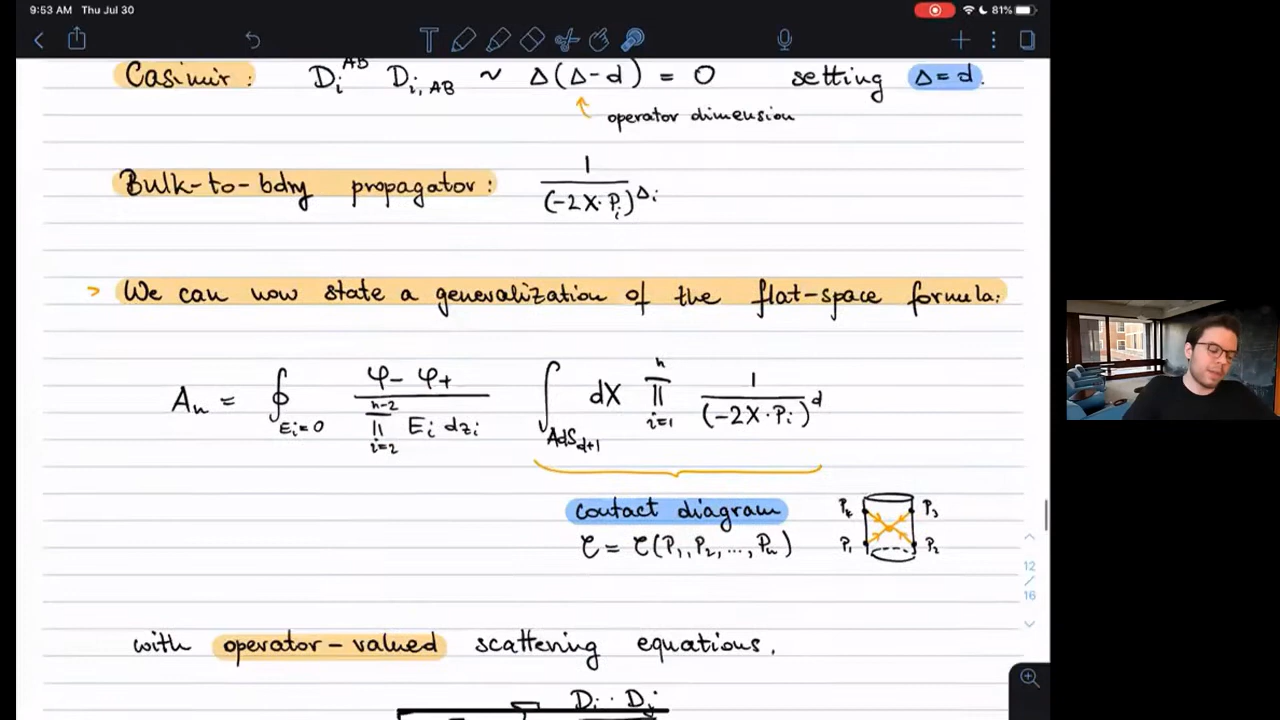 9:53 AM Thu Jul 30
81%
Casimir: D_i^{AB} D_{i,AB} ~ Δ(Δ-d) = 0 setting Δ=d.
operator dimension
Bulk-to-bdry propagator: 1/(-2X·P_i)^{Δ_i}
> We can now state a generalization of the flat-space formula:
A_n = ∮_{E_i=0} φ_- φ_+ / ∏_{i=2}^{n-2} E_i dz_i ∫_{AdS_{d+1}} dX ∏_{i=1}^{n} 1/(-2X·P_i)^d
contact diagram
P_4 P_3
𝒞 = 𝒞(P_1, P_2, ..., P_n)
P_1 P_2
12
/
16
with operator-valued scattering equations.
D_i · D_j